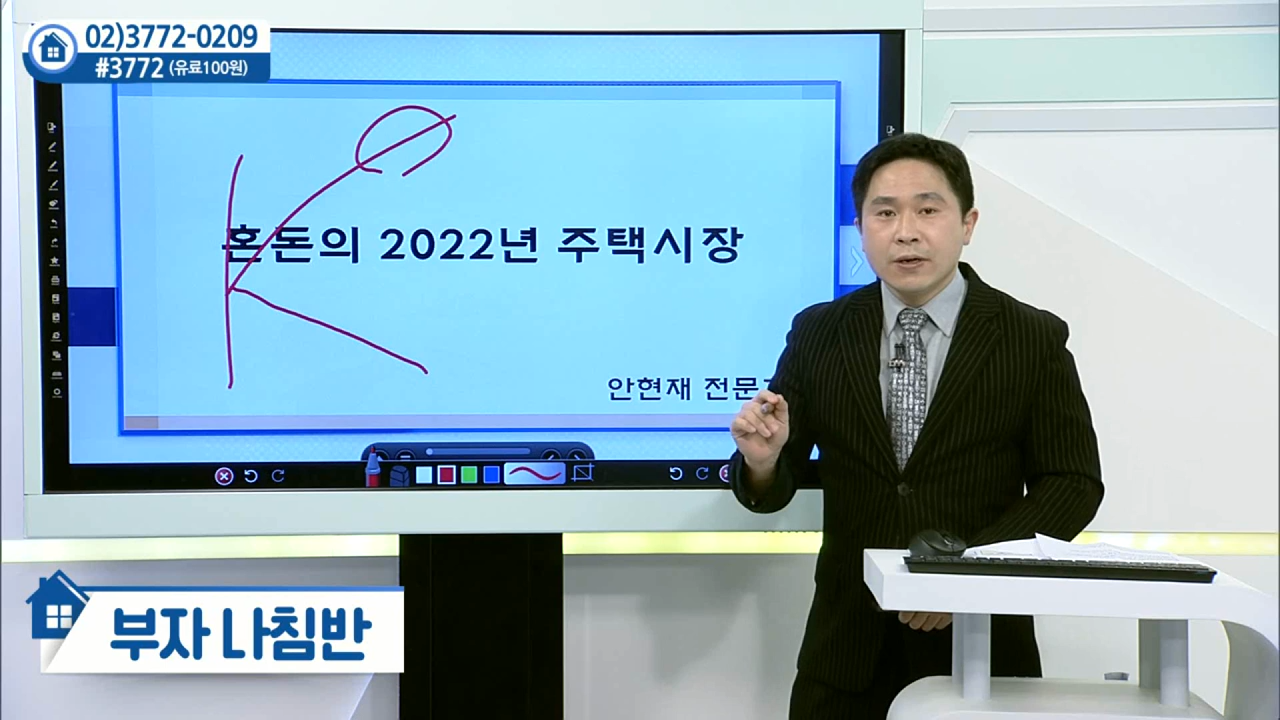 02)3772-0209
#3772 (유료100원)
K
혼돈의 2022년 주택시장
안현재 전문
부자 나침반